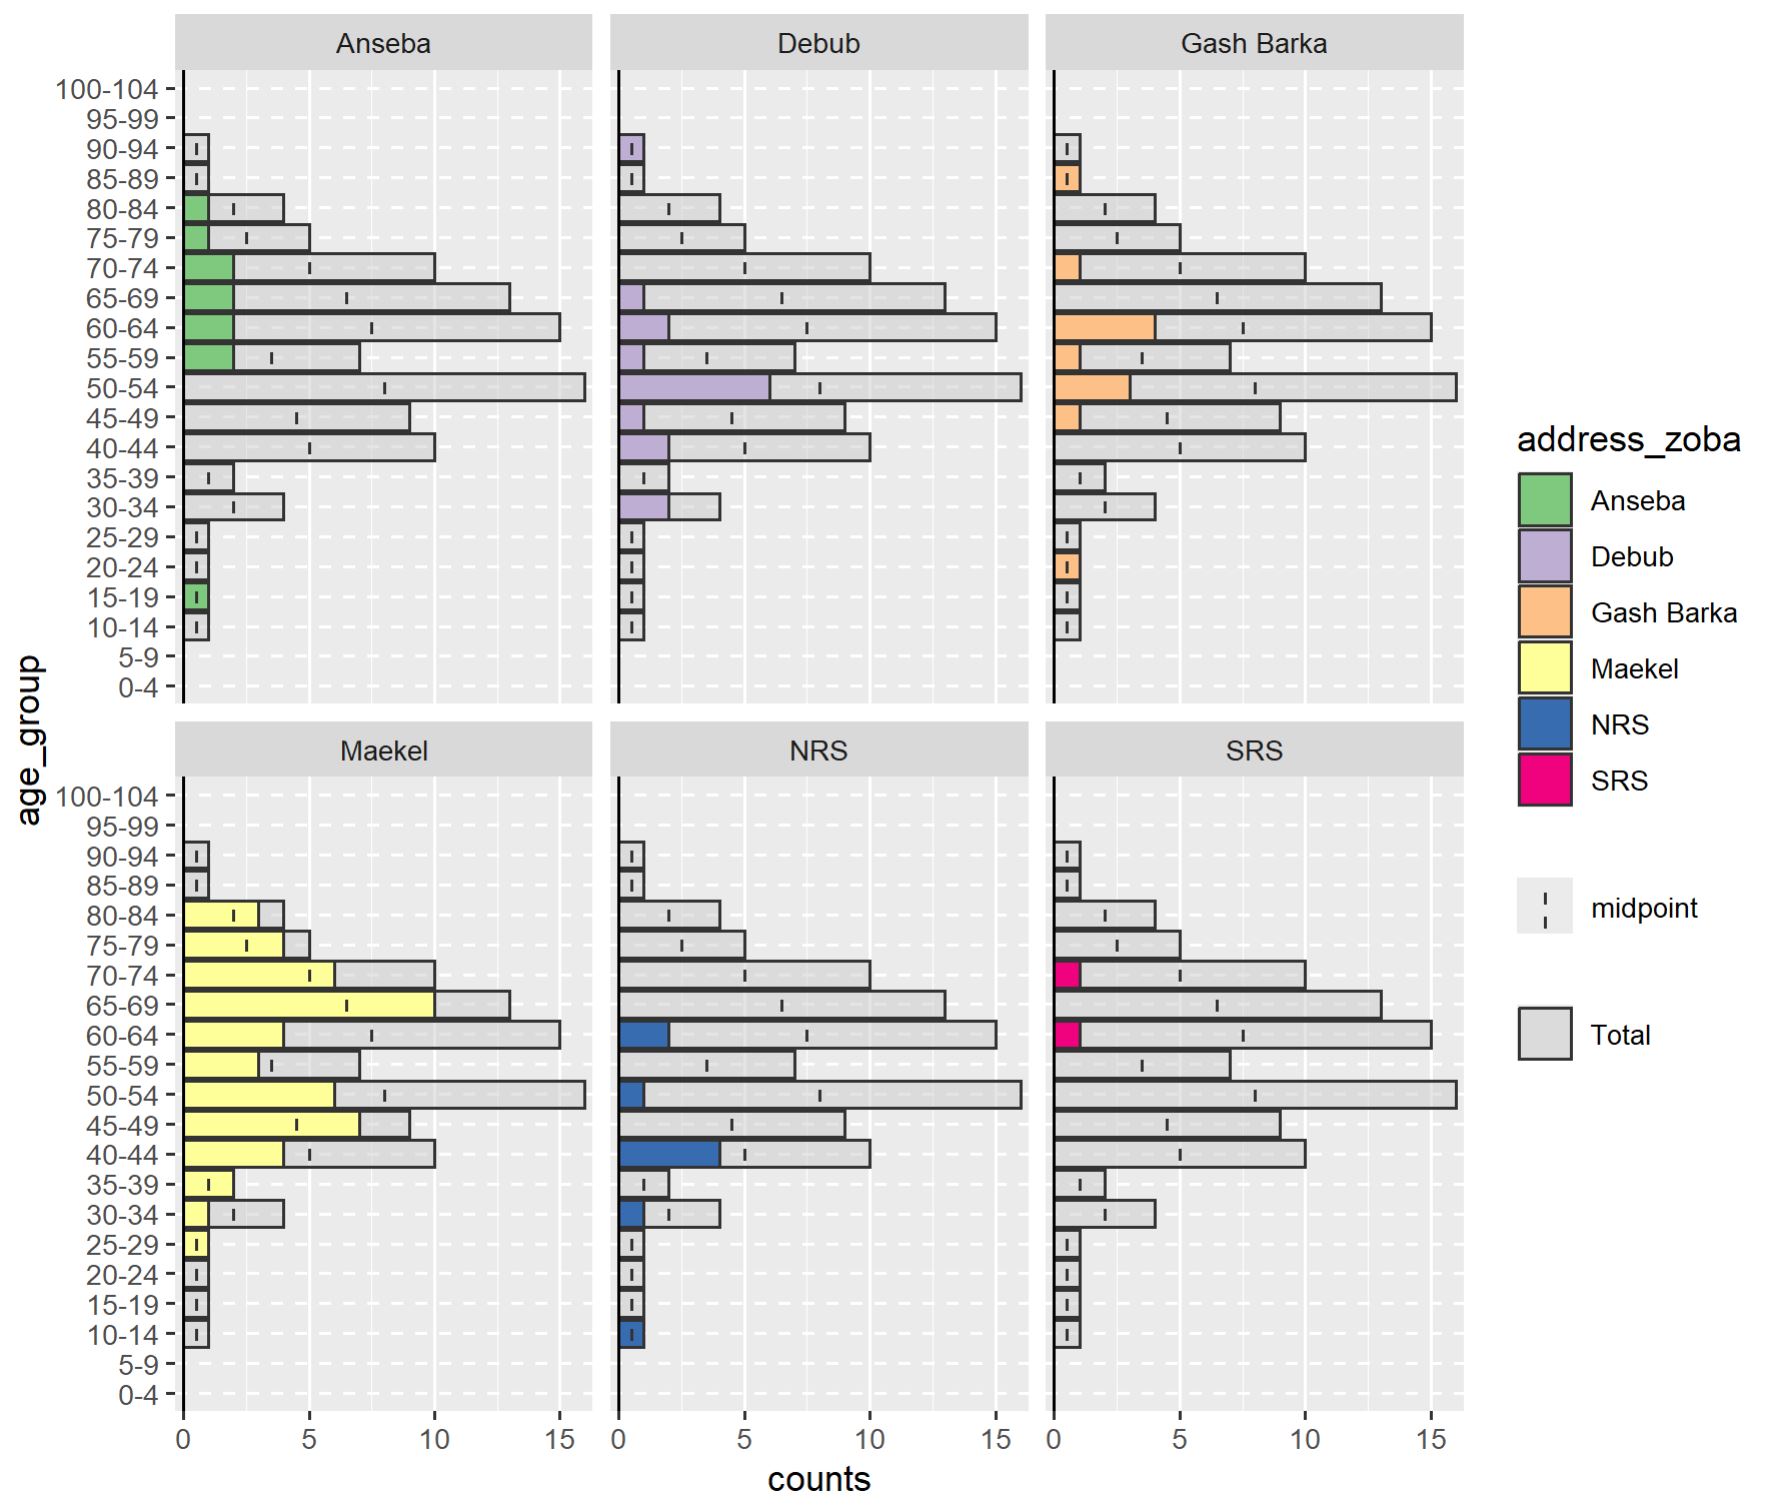 Anseba
Debub
Gash Barka
100-104
95-99
90-94
85-89
80-84
75-79
70-74
65-69
60-64
55-59
50-54
45-49
40-44
35-39
30-34
25-29
20-24
15-19
10-14
5-9
0-4
age_group
Maekel
NRS
SRS
100-104
95-99
90-94
85-89
80-84
75-79
70-74
65-69
60-64
55-59
50-54
45-49
40-44
35-39
30-34
25-29
20-24
15-19
10-14
5-9
0-4
0 5 10 15
0 5 10 15
0 5 10 15
counts
address_zoba
Anseba
Debub
Gash Barka
Maekel
NRS
SRS
midpoint
Total